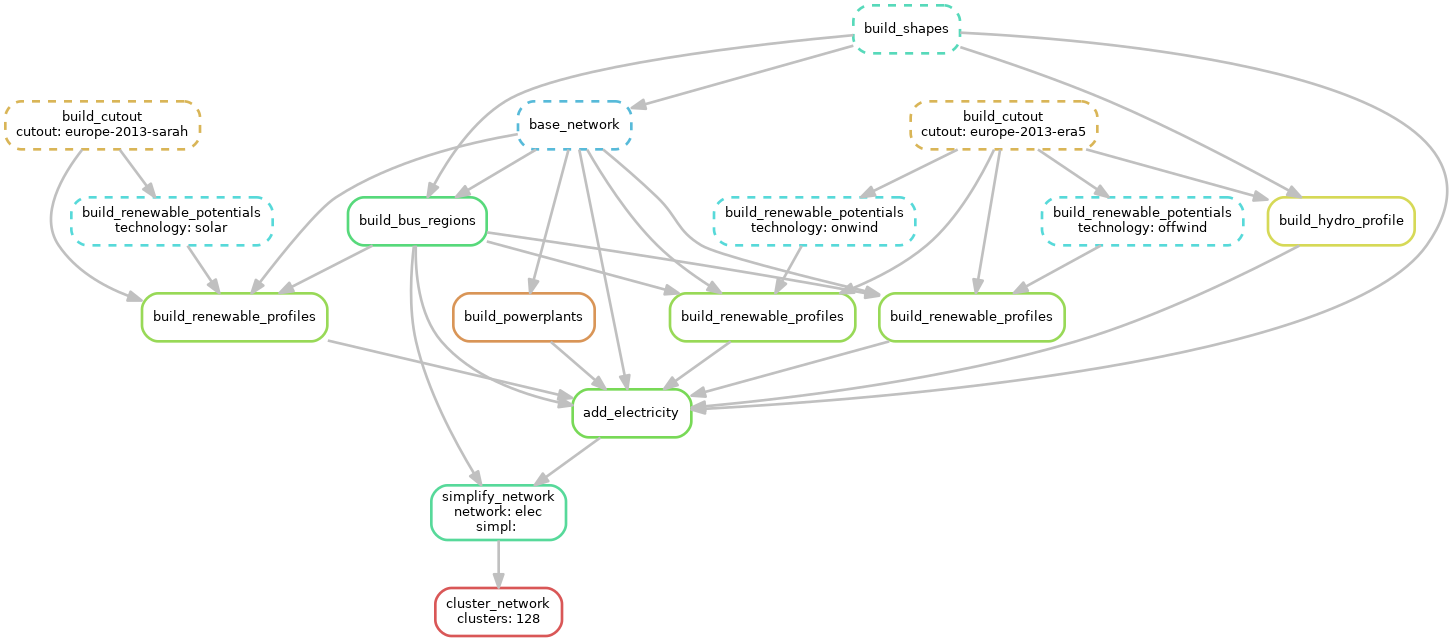 build_shapes
build_cutout
cutout: europe-2013-sarah
base_network
build_cutout
cutout: europe-2013-era5
build_renewable_potentials
technology: solar
build_bus_regions
build_renewable_potentials
technology: onwind
build_renewable_potentials
technology: offwind
build_hydro_profile
build_renewable_profiles
build_powerplants
build_renewable_profiles
build_renewable_profiles
add_electricity
simplify_network
network: elec
simpl:
cluster_network
clusters: 128